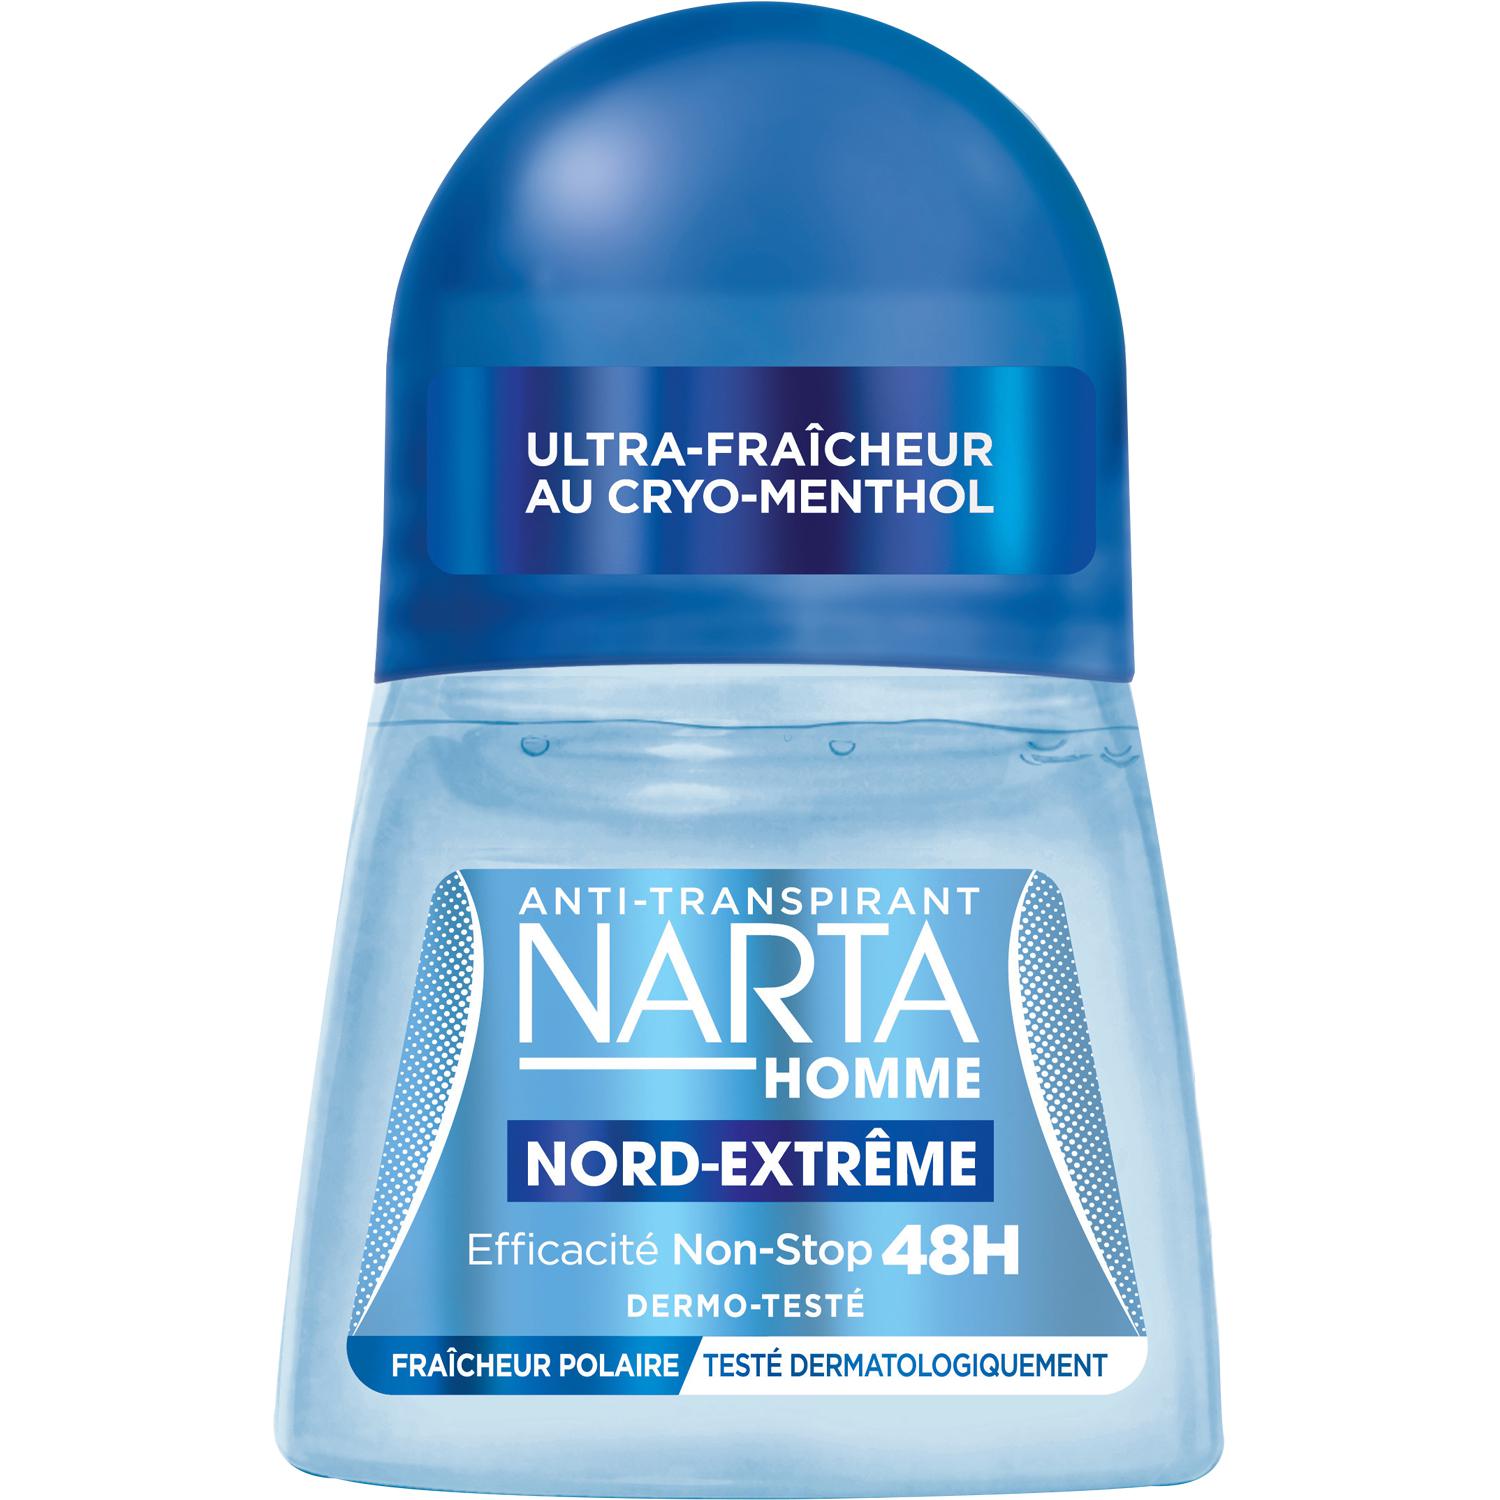 ULTRA-FRAÎCHEUR
AU CRYO-MENTHOL
ANTI-TRANSPIRANT
NARTA
HOMME
NORD-EXTRÊME
Efficacité Non-Stop 48H
DERMO-TESTÉ
FRAÎCHEUR POLAIRE / TESTÉ DERMATOLOGIQUEMENT